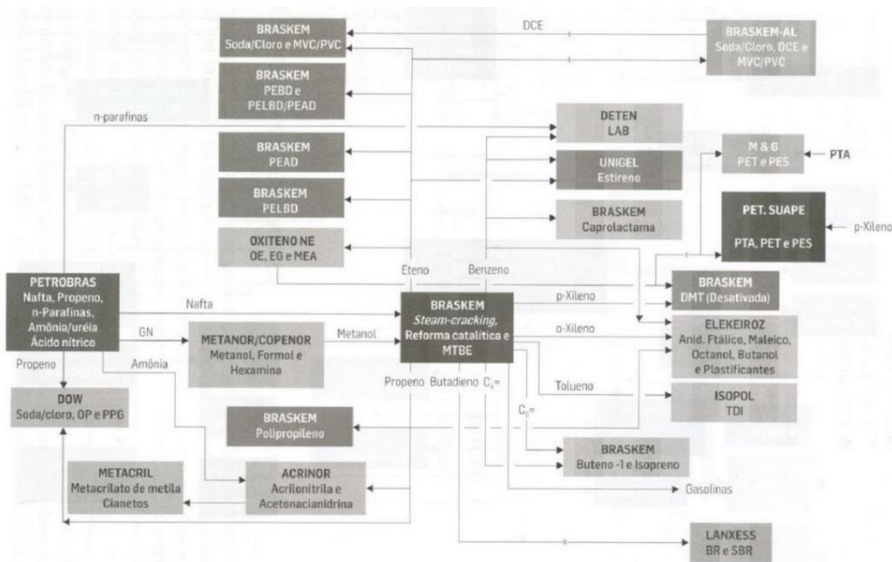 DCE
BRASKEM
Soda/Cloro e MVC/PVC
BRASKEM-AL
Soda/Cloro, DCE e
MVC/PVC
BRASKEM
PEBD e
PELBD/PEAD
n-parafinas
DETEN
LAB
BRASKEM
PEAD
UNIGEL
Estireno
M & G
PET e PES
PTA
BRASKEM
PELBD
BRASKEM
Caprolactama
PET. SUAPE
PTA, PET e PES
p-Xileno
OXITENO NE
OE, EG e MEA
Eteno
Benzeno
PETROBRAS
Nafta, Propeno,
n-Parafinas,
Amônia/uréia
Ácido nítrico
Nafta
BRASKEM
Steam-cracking,
Reforma catalítica e
MTBE
p-Xileno
BRASKEM
DMT (Desativada)
GN
METANOR/COPENOR
Metanol, Formol e
Hexamina
Metanol
o-Xileno
ELEKEIROZ
Anid. Ftálico, Maleico,
Octanol, Butanol
e Plastificantes
Propeno
Amônia
Propeno
Butadieno
C₄=
Tolueno
DOW
Soda/cloro, OP e PPG
BRASKEM
Polipropileno
C₅=
ISOPOL
TDI
BRASKEM
Buteno -1 e Isopreno
METACRIL
Metacrilato de metila
Cianetos
ACRINOR
Acrilonitrila e
Acetonacianidrina
Gasolinas
LANXESS
BR e SBR